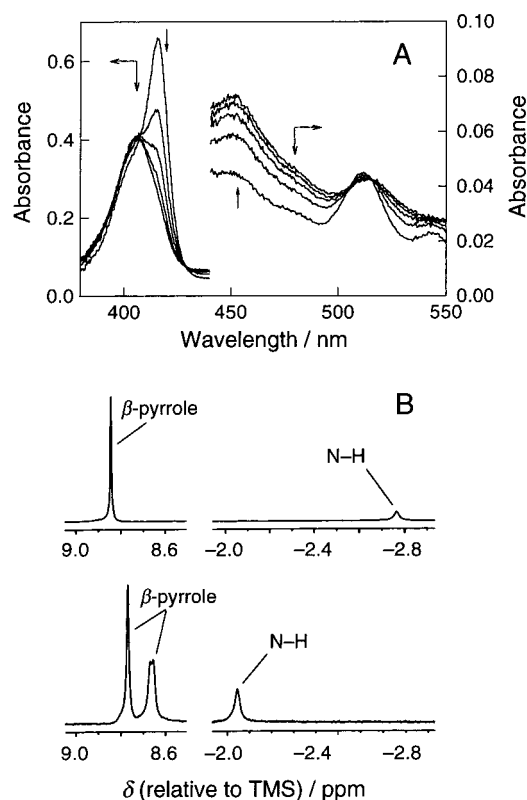 A
Absorbance
0.6
0.4
0.2
0.0
0.10
0.08
0.06
0.04
0.02
0.00
Absorbance
400 450 500 550
Wavelength / nm
B
β-pyrrole
N–H
9.0 8.6 −2.0 −2.4 −2.8
β-pyrrole
N–H
9.0 8.6 −2.0 −2.4 −2.8
δ (relative to TMS) / ppm